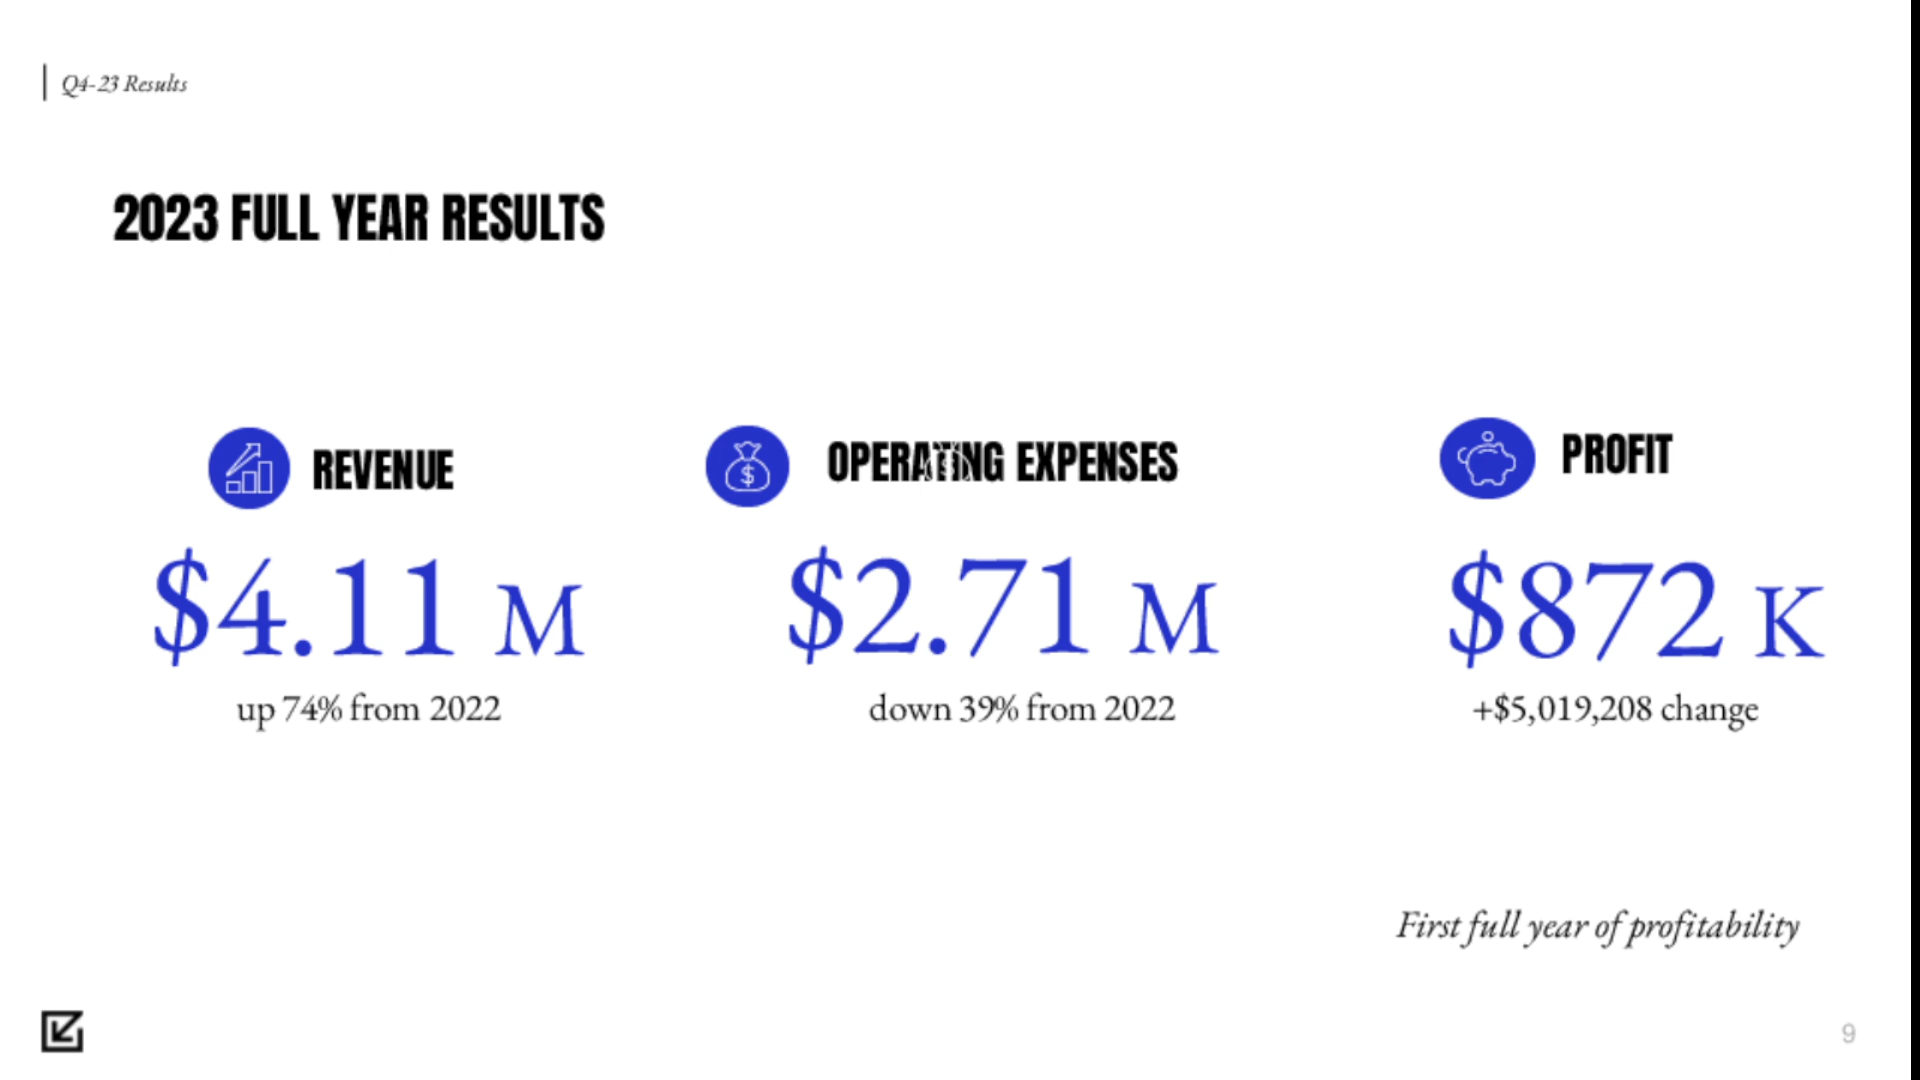 Q4-23 Results
2023 FULL YEAR RESULTS
REVENUE
$4.11 M
up 74% from 2022
OPERATING EXPENSES
$2.71 M
down 39% from 2022
PROFIT
$872 K
+$5,019,208 change
First full year of profitability
9